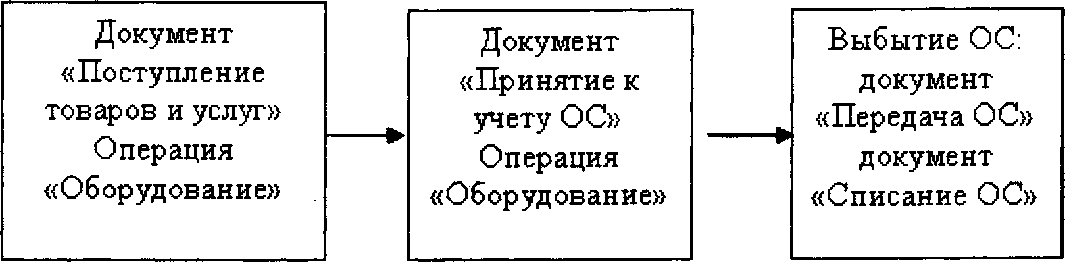 Документ
«Поступление
товаров и услуг»
Операция
«Оборудование»
Документ
«Принятие к
учету ОС»
Операция
«Оборудование»
Выбытие ОС:
документ
«Передача ОС»
документ
«Списание ОС»